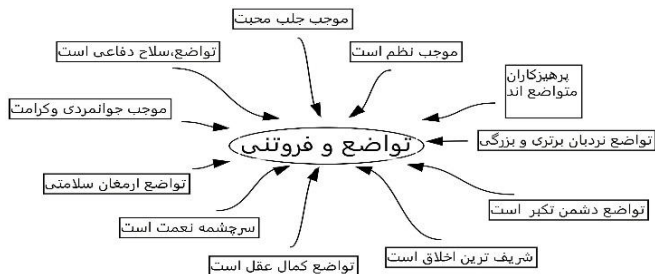 موجب جلب محبت
موجب نظم است
تواضع،سلاح دفاعی است
پرهیزکاران
متواضع اند
موجب جوانمردی وکرامت
تواضع و فروتنی
تواضع نردبان برتری و بزرگی
تواضع ارمغان سلامتی
تواضع دشمن تکبر است
سرچشمه نعمت است
شریف ترین اخلاق است
تواضع کمال عقل است